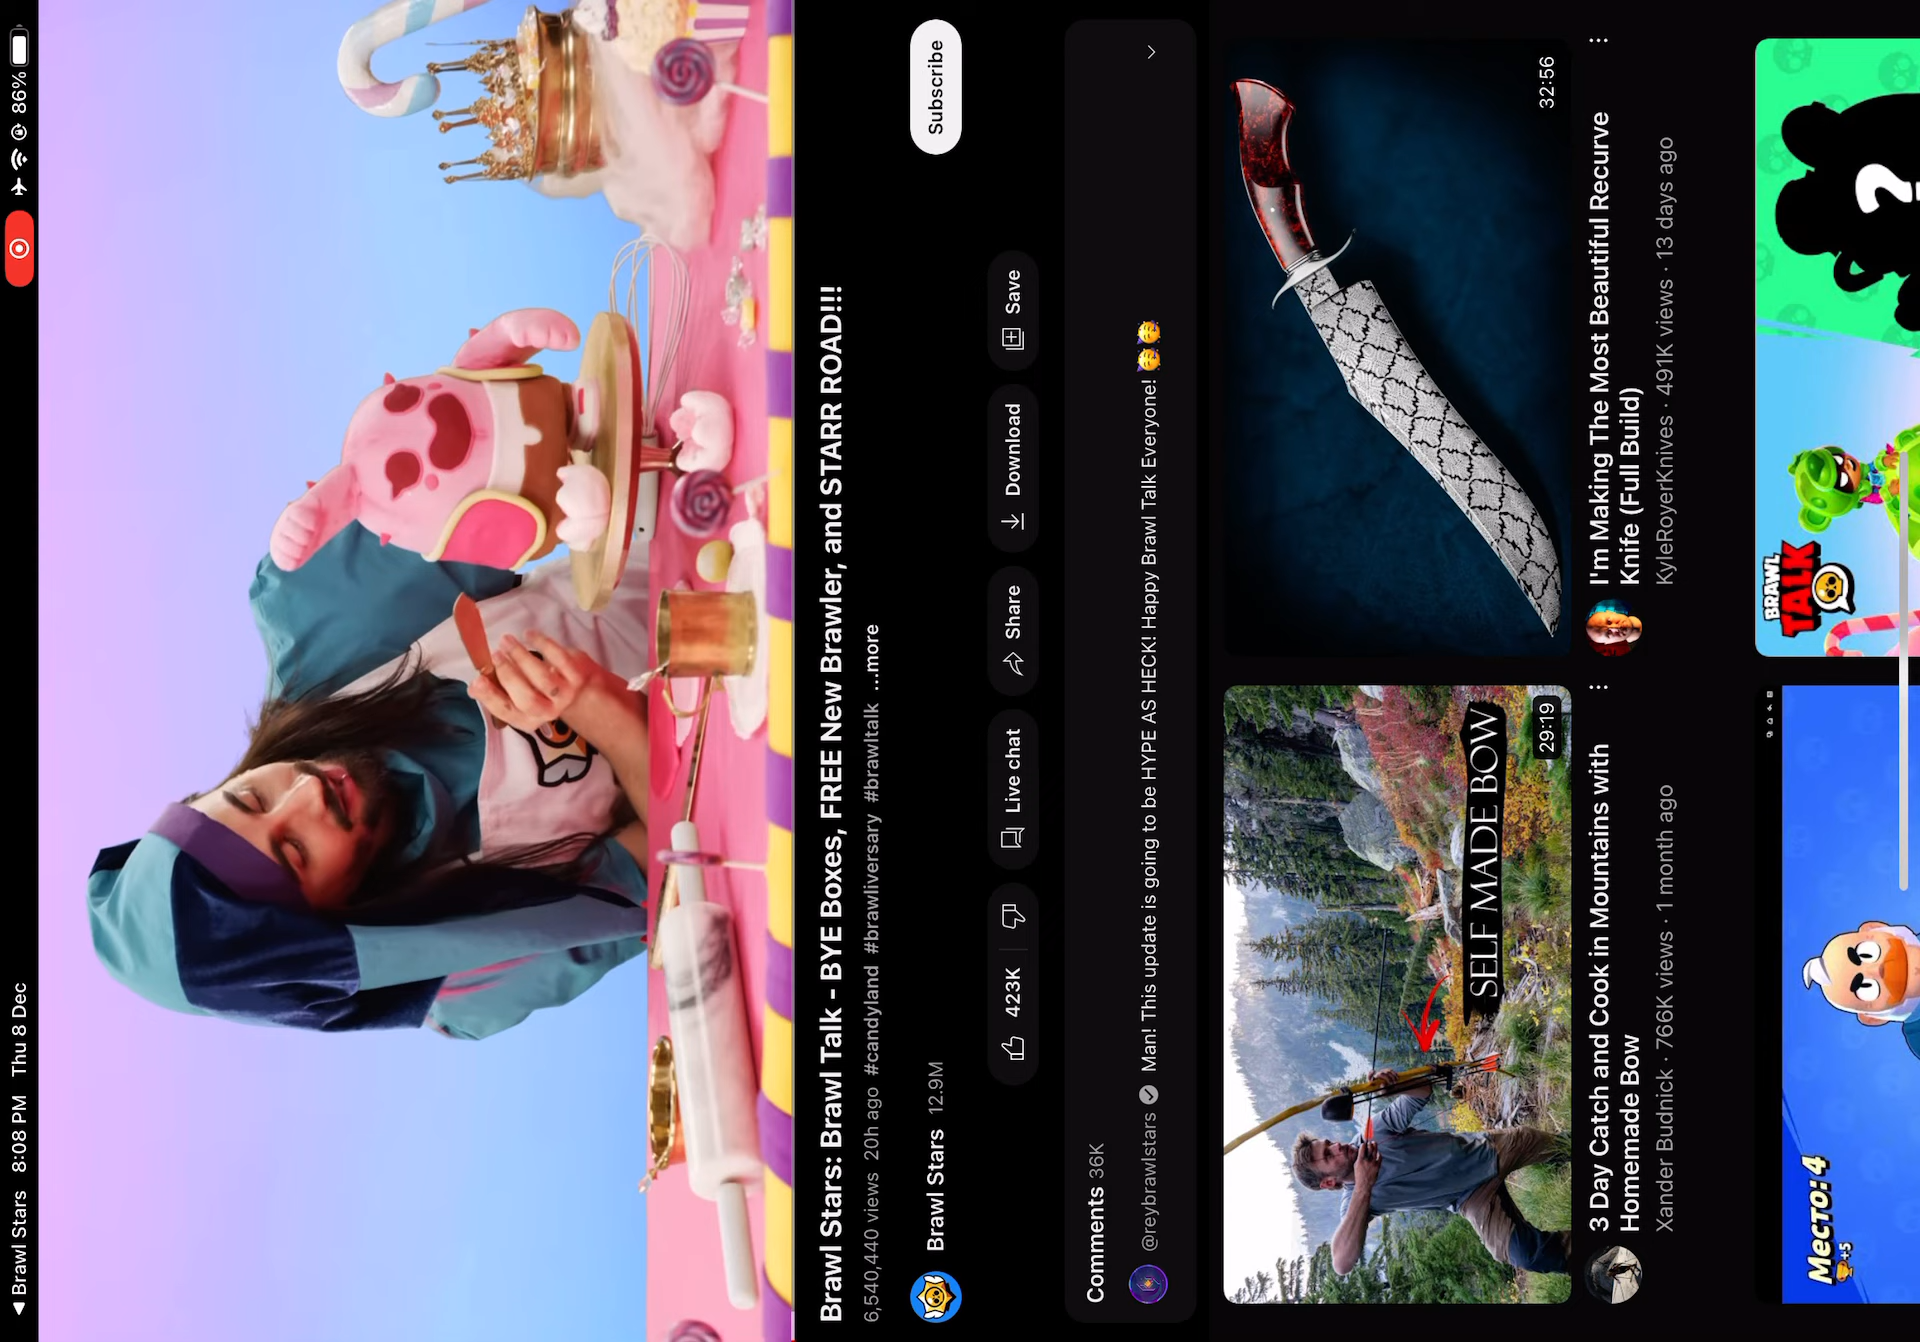 Brawl Stars 8:08 PM Thu 8 Dec
86%
Brawl Stars: Brawl Talk - BYE Boxes, FREE New Brawler, and STARR ROAD!!!
6,540,440 views 20h ago #candyland #brawliversary #brawltalk ...more
Brawl Stars 12.9M
Subscribe
423K
Live chat
Share
Download
Save
Comments 36K
@reybrawlstars Man! This update is going to be HYPE AS HECK! Happy Brawl Talk Everyone! 🥳🥳
SELF MADE BOW
29:19
3 Day Catch and Cook in Mountains with
Homemade Bow
Xander Budnick · 766K views · 1 month ago
32:56
I'm Making The Most Beautiful Recurve
Knife (Full Build)
KyleRoyerKnives · 491K views · 13 days ago
Место: 4
+5
BRAWL
TALK
?